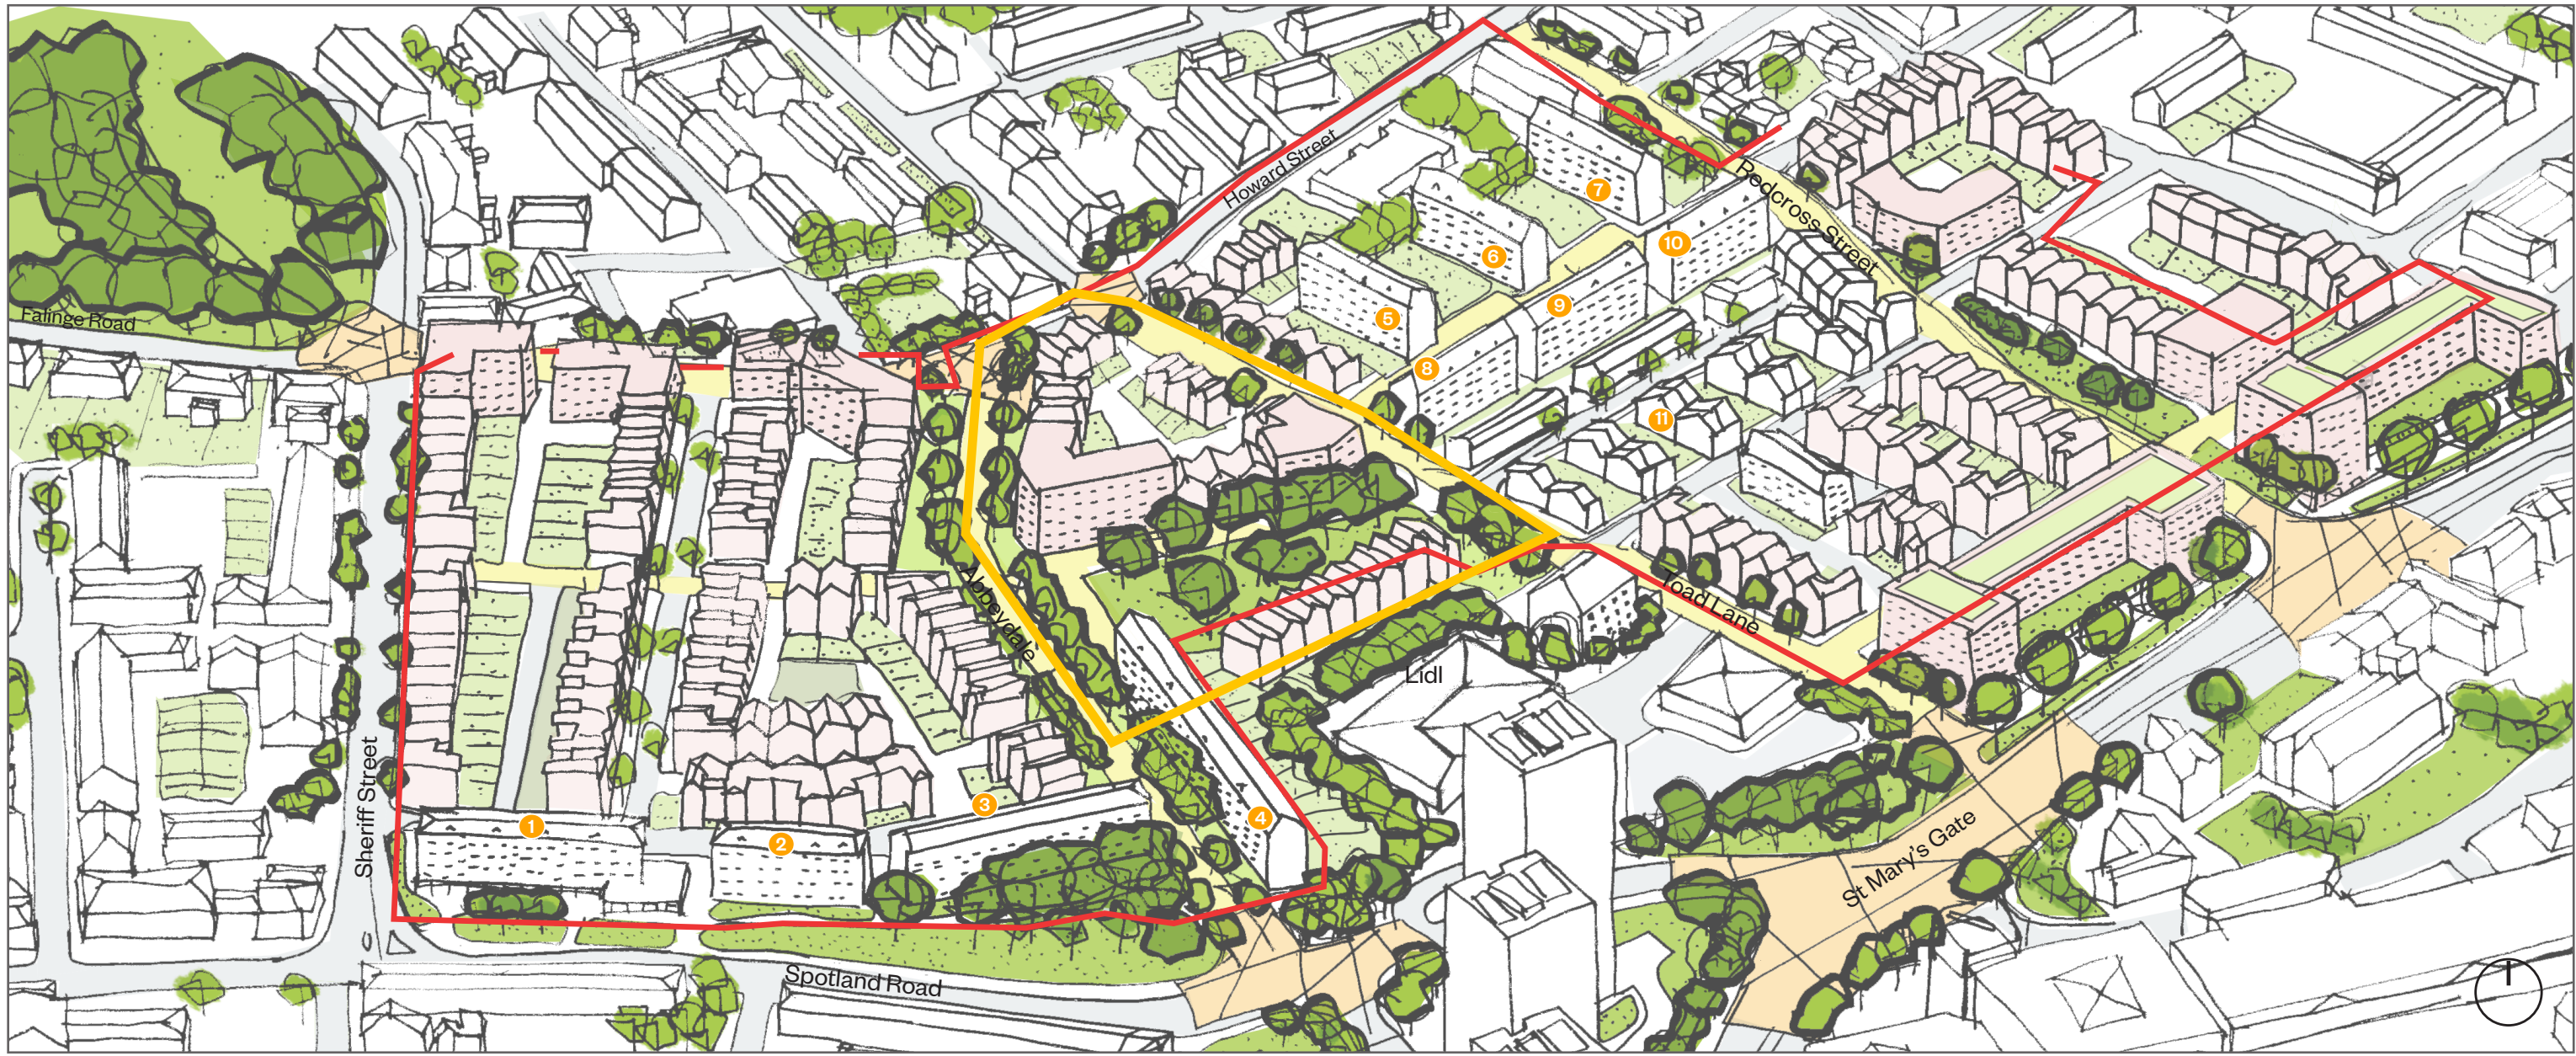 Howard Street
Redcross Street
7
10
6
9
5
8
11
Falinge Road
Abbeydale
Toad Lane
Lidl
Sheriff Street
3
4
1
2
St Mary's Gate
Spotland Road